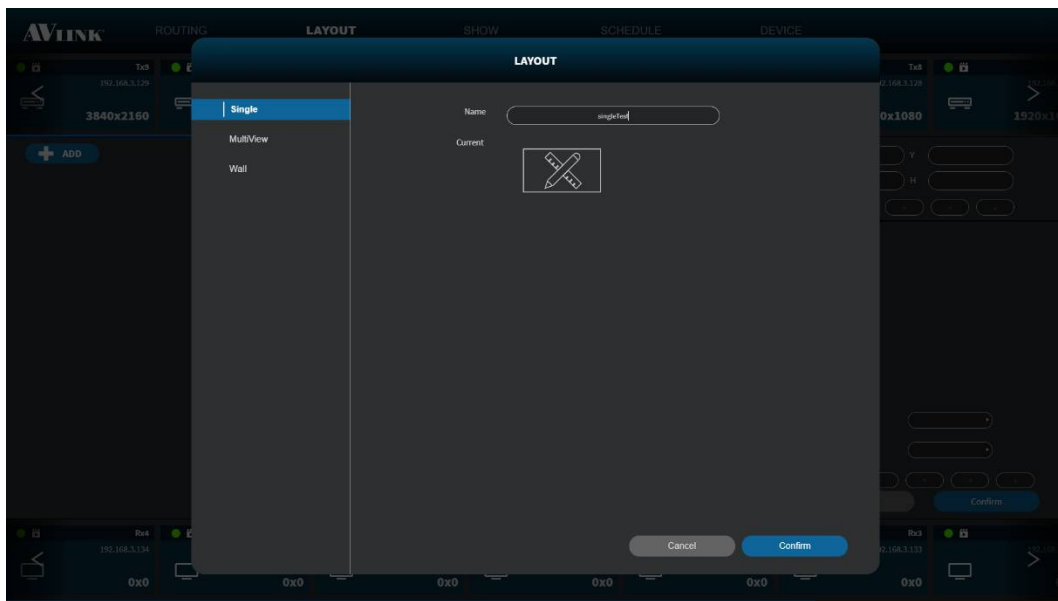 AVLINK ROUTING LAYOUT SHOW SCHEDULE DEVICE
LAYOUT
Tx9
192.168.3.129
3840x2160
Tx8
2.168.3.128
0x1080
1920x1
ADD
Single
MultiView
Wall
Name singleTest
Current
Y
H
Confirm
Cancel Confirm
Rx4
192.168.3.134
0x0
0x0
0x0
0x0
0x0
Rx3
92.168.3.133
0x0